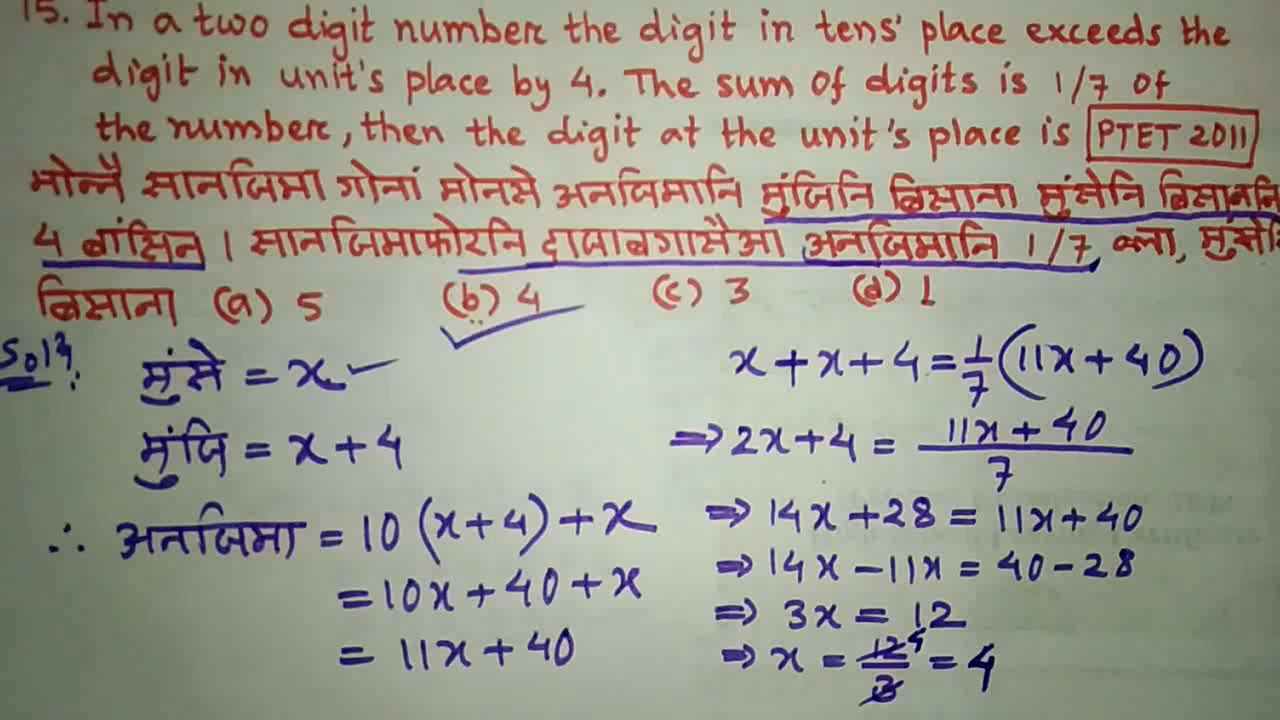 15. In a two digit number the digit in tens' place exceeds the
digit in unit's place by 4. The sum of digits is 1/7 of
the number, then the digit at the unit's place is PTET 2011
मोन्नै सानजिमा गोनां मोनसे अनजिमानि मुंजिनि बिसाना मुंसेनि बिसाननि
4 बांसिन । सानजिमाफोरनि दाजाबगासैआ अनजिमानि 1/7 ब्ला,
बिसाना (a) 5 (b) 4 (c) 3 (d) 1
Soln:
मुंसे = x
मुंजि = x + 4
∴ अनजिमा = 10 (x+4) + x
= 10x + 40 + x
= 11x + 40
x + x + 4 = 1/7 (11x + 40)
⇒ 2x + 4 = 11x + 40 / 7
⇒ 14x + 28 = 11x + 40
⇒ 14x − 11x = 40 − 28
⇒ 3x = 12
⇒ x = 12/3 = 4